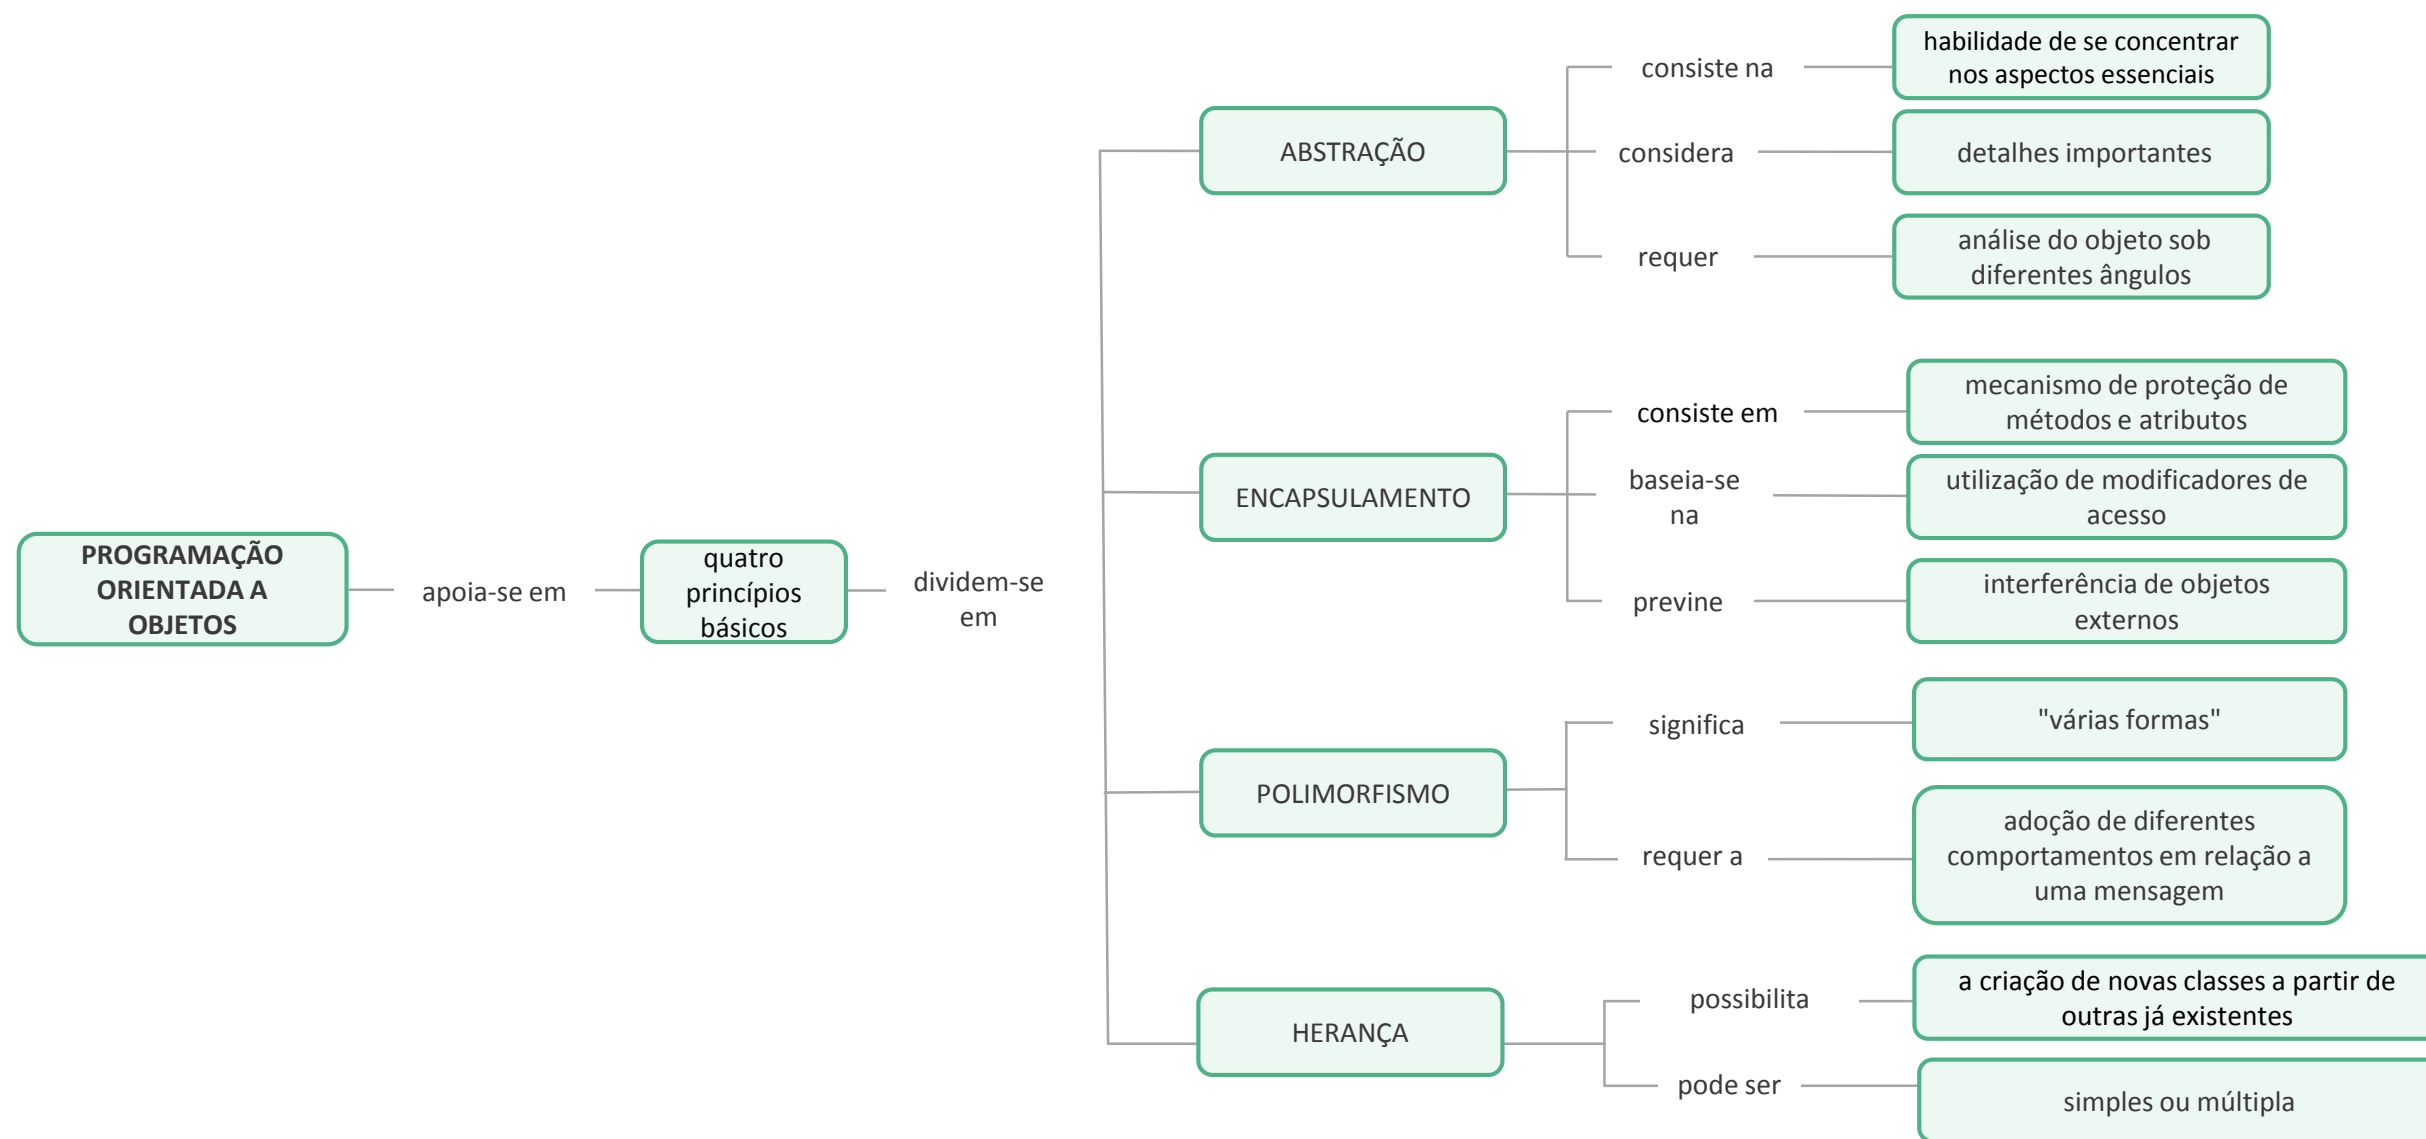 PROGRAMAÇÃO
ORIENTADA A
OBJETOS
apoia-se em
quatro
princípios
básicos
dividem-se
em
ABSTRAÇÃO
consiste na
habilidade de se concentrar
nos aspectos essenciais
considera
detalhes importantes
requer
análise do objeto sob
diferentes ângulos
ENCAPSULAMENTO
consiste em
mecanismo de proteção de
métodos e atributos
baseia-se
na
utilização de modificadores de
acesso
previne
interferência de objetos
externos
POLIMORFISMO
significa
"várias formas"
requer a
adoção de diferentes
comportamentos em relação a
uma mensagem
HERANÇA
possibilita
a criação de novas classes a partir de
outras já existentes
pode ser
simples ou múltipla